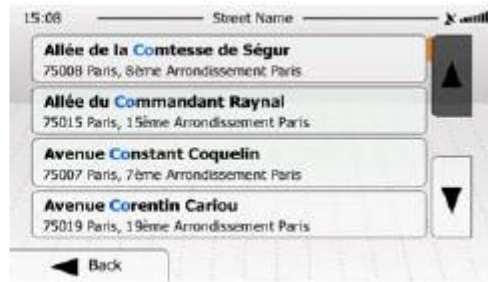 15:08 Street Name
Allée de la Comtesse de Ségur
75008 Paris, 8ème Arrondissement Paris
Allée du Commandant Raynal
75015 Paris, 15ème Arrondissement Paris
Avenue Constant Coquelin
75007 Paris, 7ème Arrondissement Paris
Avenue Corentin Cariou
75019 Paris, 19ème Arrondissement Paris
Back